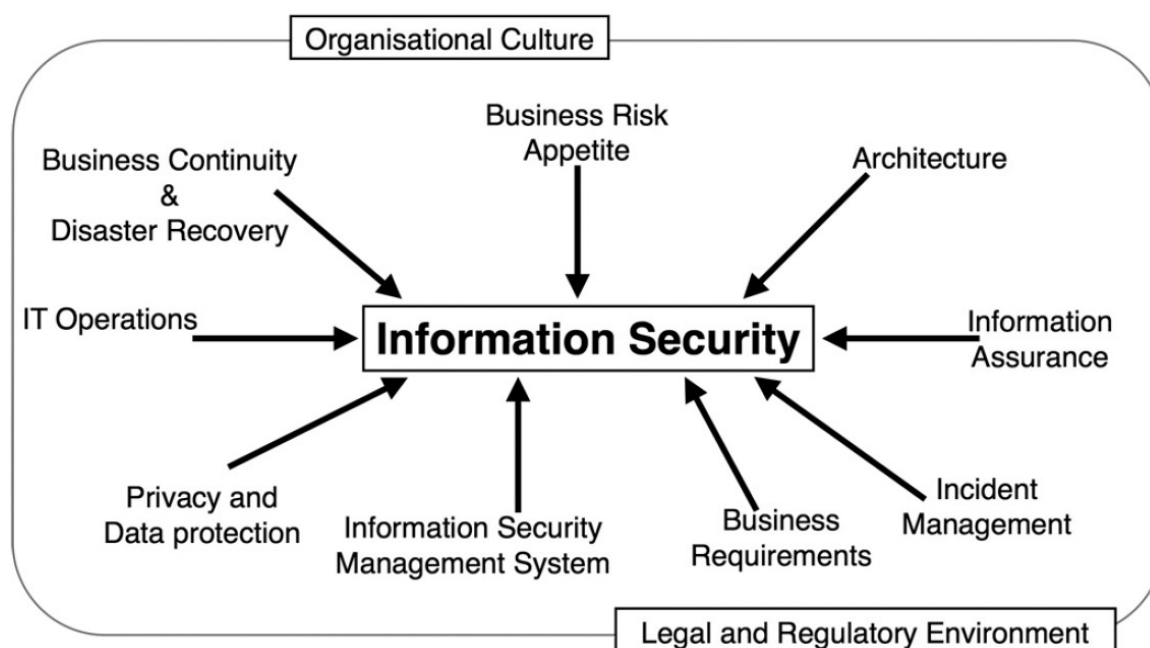 Organisational Culture
Business Risk
Appetite
Business Continuity
&
Disaster Recovery
Architecture
IT Operations
Information Security
Information
Assurance
Privacy and
Data protection
Information Security
Management System
Business
Requirements
Incident
Management
Legal and Regulatory Environment